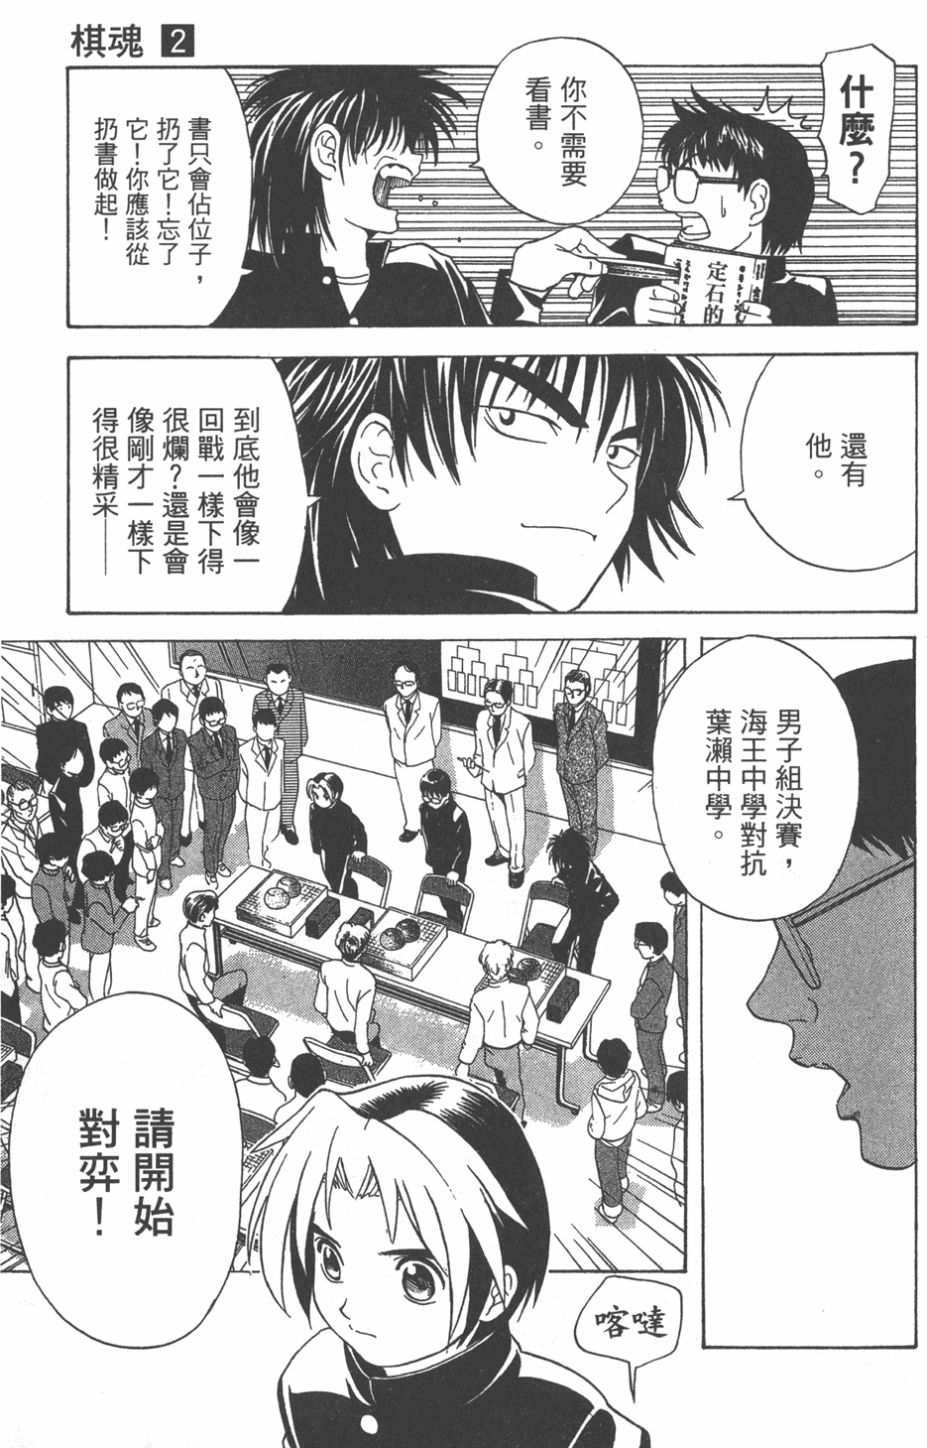 棋魂 2
什麼？
你不需要
看書。
書只會佔位子，
扔了它！忘了
它！你應該從
扔書做起！
定石的
還有
他。
到底他會像一
回戰一樣下得
很爛？還是會
像剛才一樣下
得很精采——
男子組決賽，
海王中學對抗
葉瀨中學。
請開始
對弈！
喀噠